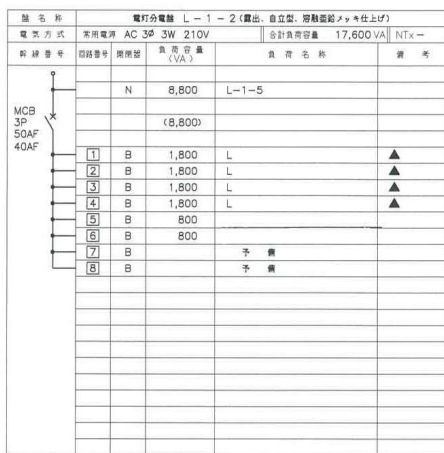 盤名称 電灯分電盤 L-1-2(露出、自立型、溶融亜鉛メッキ仕上げ)
電気方式 常用電源 AC 3Ø 3W 210V 合計負荷容量 17,600 VA NTx-
幹線番号 回路番号 開閉器 負荷容量(VA) 負荷名称 備考
N 8,800 L-1-5
MCB
3P
50AF
40AF
(8,800)
1 B 1,800 L ▲
2 B 1,800 L ▲
3 B 1,800 L ▲
4 B 1,800 L ▲
5 B 800
6 B 800
7 B 予備
8 B 予備